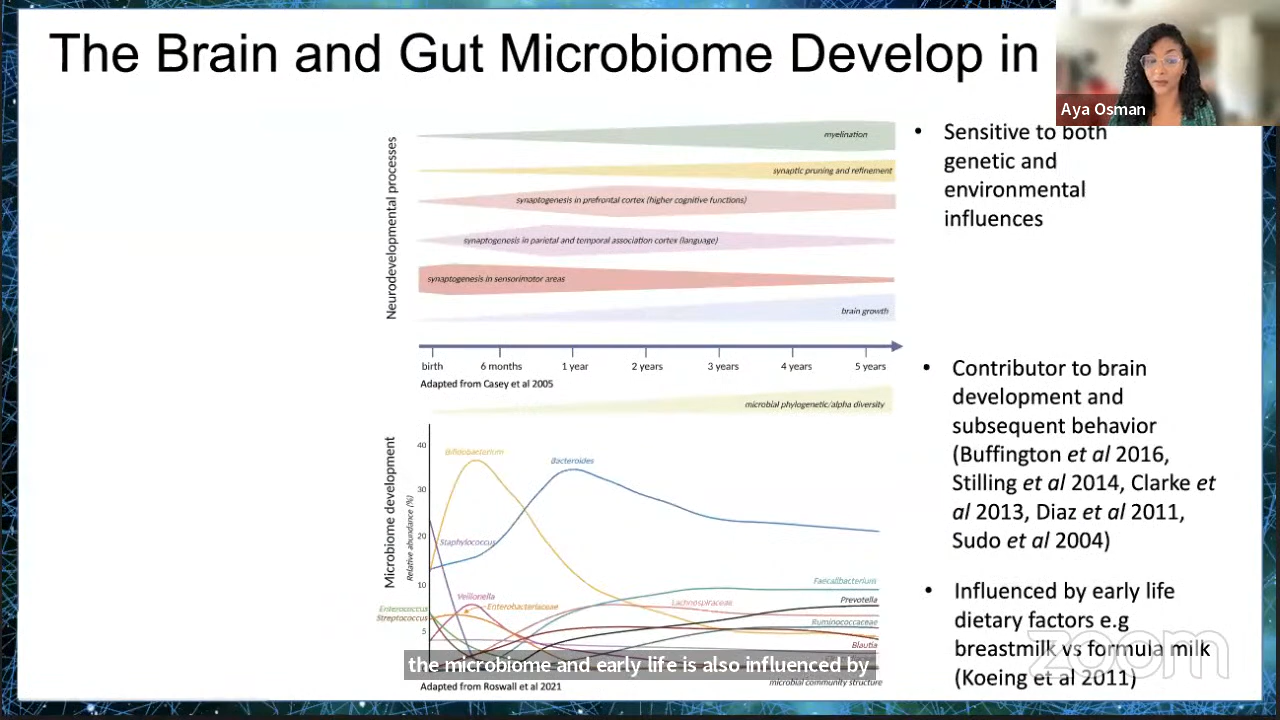 The Brain and Gut Microbiome Develop in
Aya Osman
Neurodevelopmental processes
myelination
synaptic pruning and refinement
synaptogenesis in prefrontal cortex (higher cognitive functions)
synaptogenesis in parietal and temporal association cortex (language)
synaptogenesis in sensorimotor areas
brain growth
birth 6 months 1 year 2 years 3 years 4 years 5 years
Adapted from Casey et al 2005
• Sensitive to both
genetic and
environmental
influences
microbial phylogenetic/alpha diversity
Microbiome development
Relative abundance (%)
40
30
20
10
5
Bifidobacterium
Bacteroides
Staphylococcus
Veillonella
Enterobacteriaceae
Enterococcus
Streptococcus
Lachnospiraceae
Faecalibacterium
Prevotella
Ruminococcaceae
Blautia
microbial community structure
Adapted from Roswall et al 2021
• Contributor to brain
development and
subsequent behavior
(Buffington et al 2016,
Stilling et al 2014, Clarke et
al 2013, Diaz et al 2011,
Sudo et al 2004)
• Influenced by early life
dietary factors e.g
breastmilk vs formula milk
(Koeing et al 2011)
zoom
the microbiome and early life is also influenced by